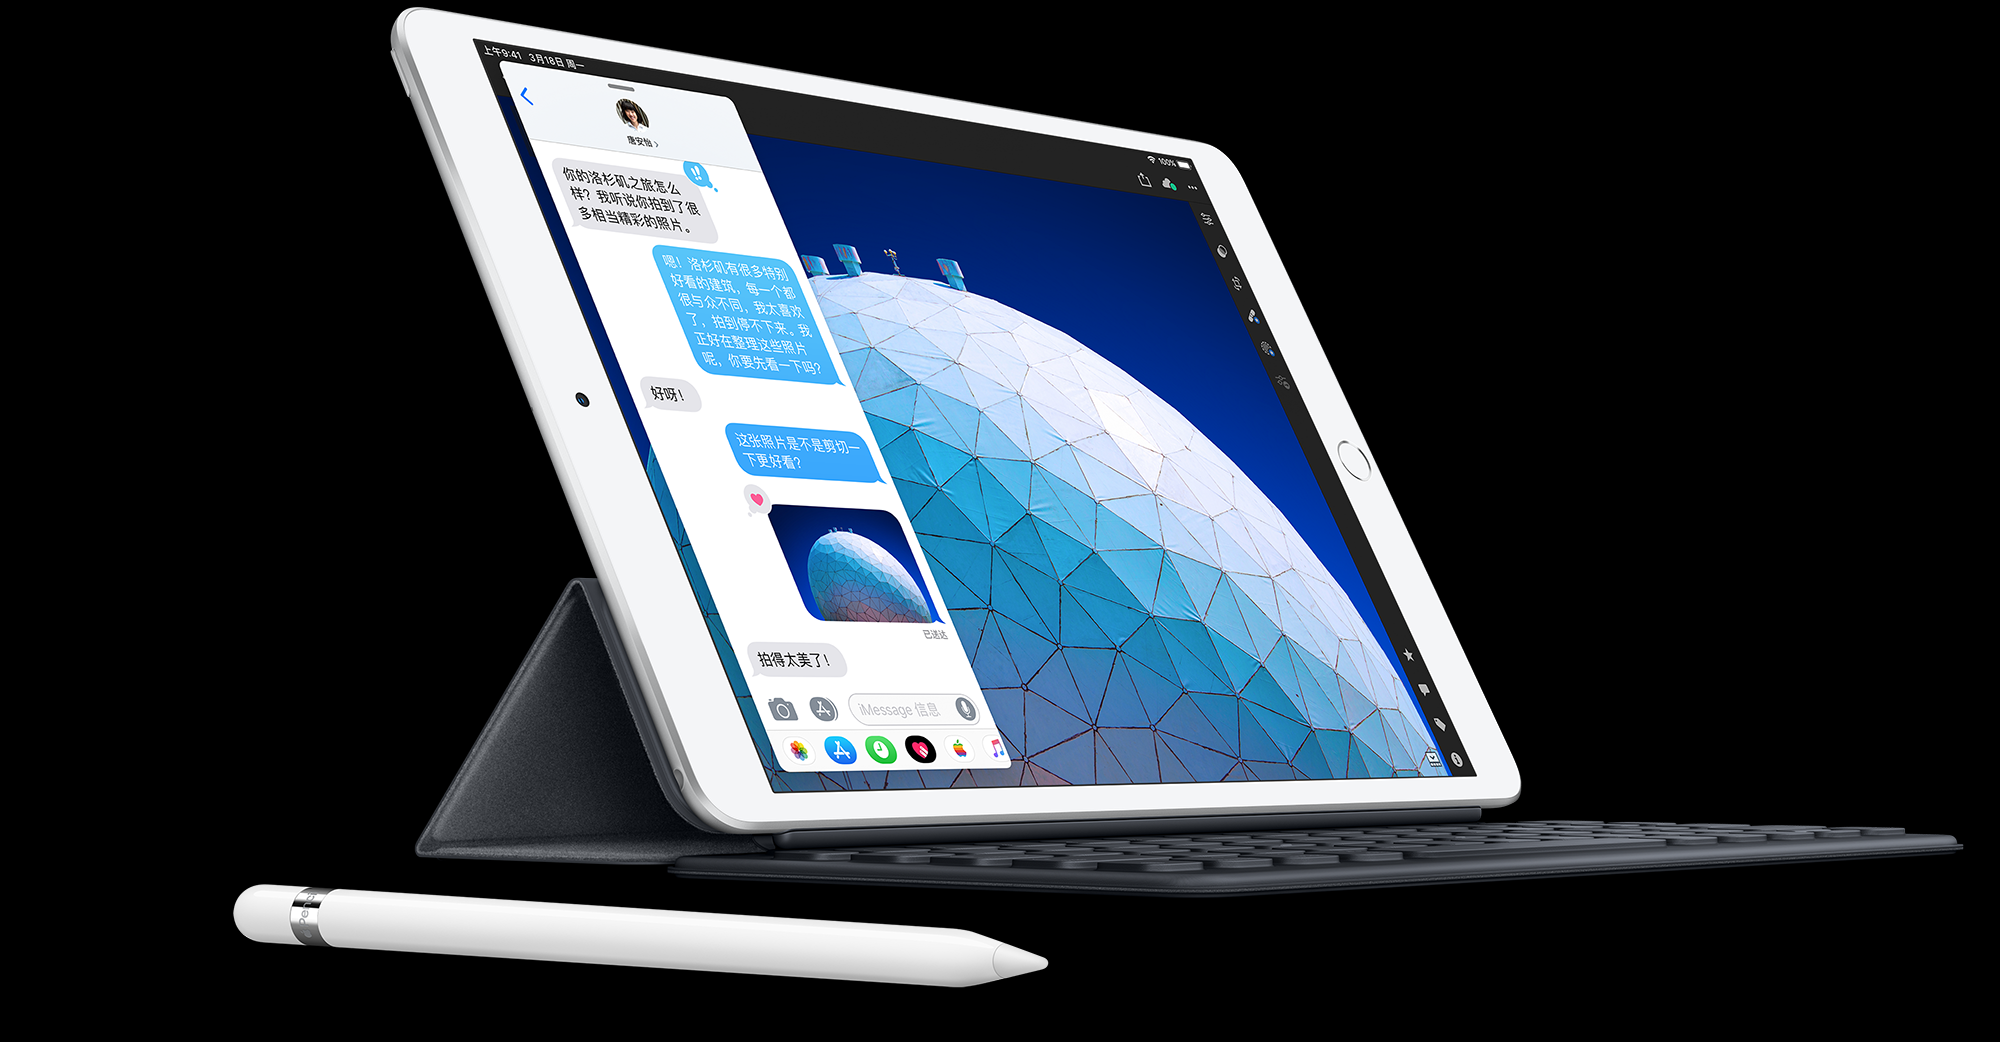 上午9:41 3月18日 周一
100%
唐安怡
你的洛杉矶之旅怎么
样？我听说你拍到了很
多相当精彩的照片。
嗯！洛杉矶有很多特别
好看的建筑，每一个都
很与众不同，我太喜欢
了，拍到停不下来。我
正好在整理这些照片
呢，你要先看一下吗？
好呀！
这张照片是不是剪切一
下更好看？
已送达
拍得太美了！
iMessage 信息
Pencil